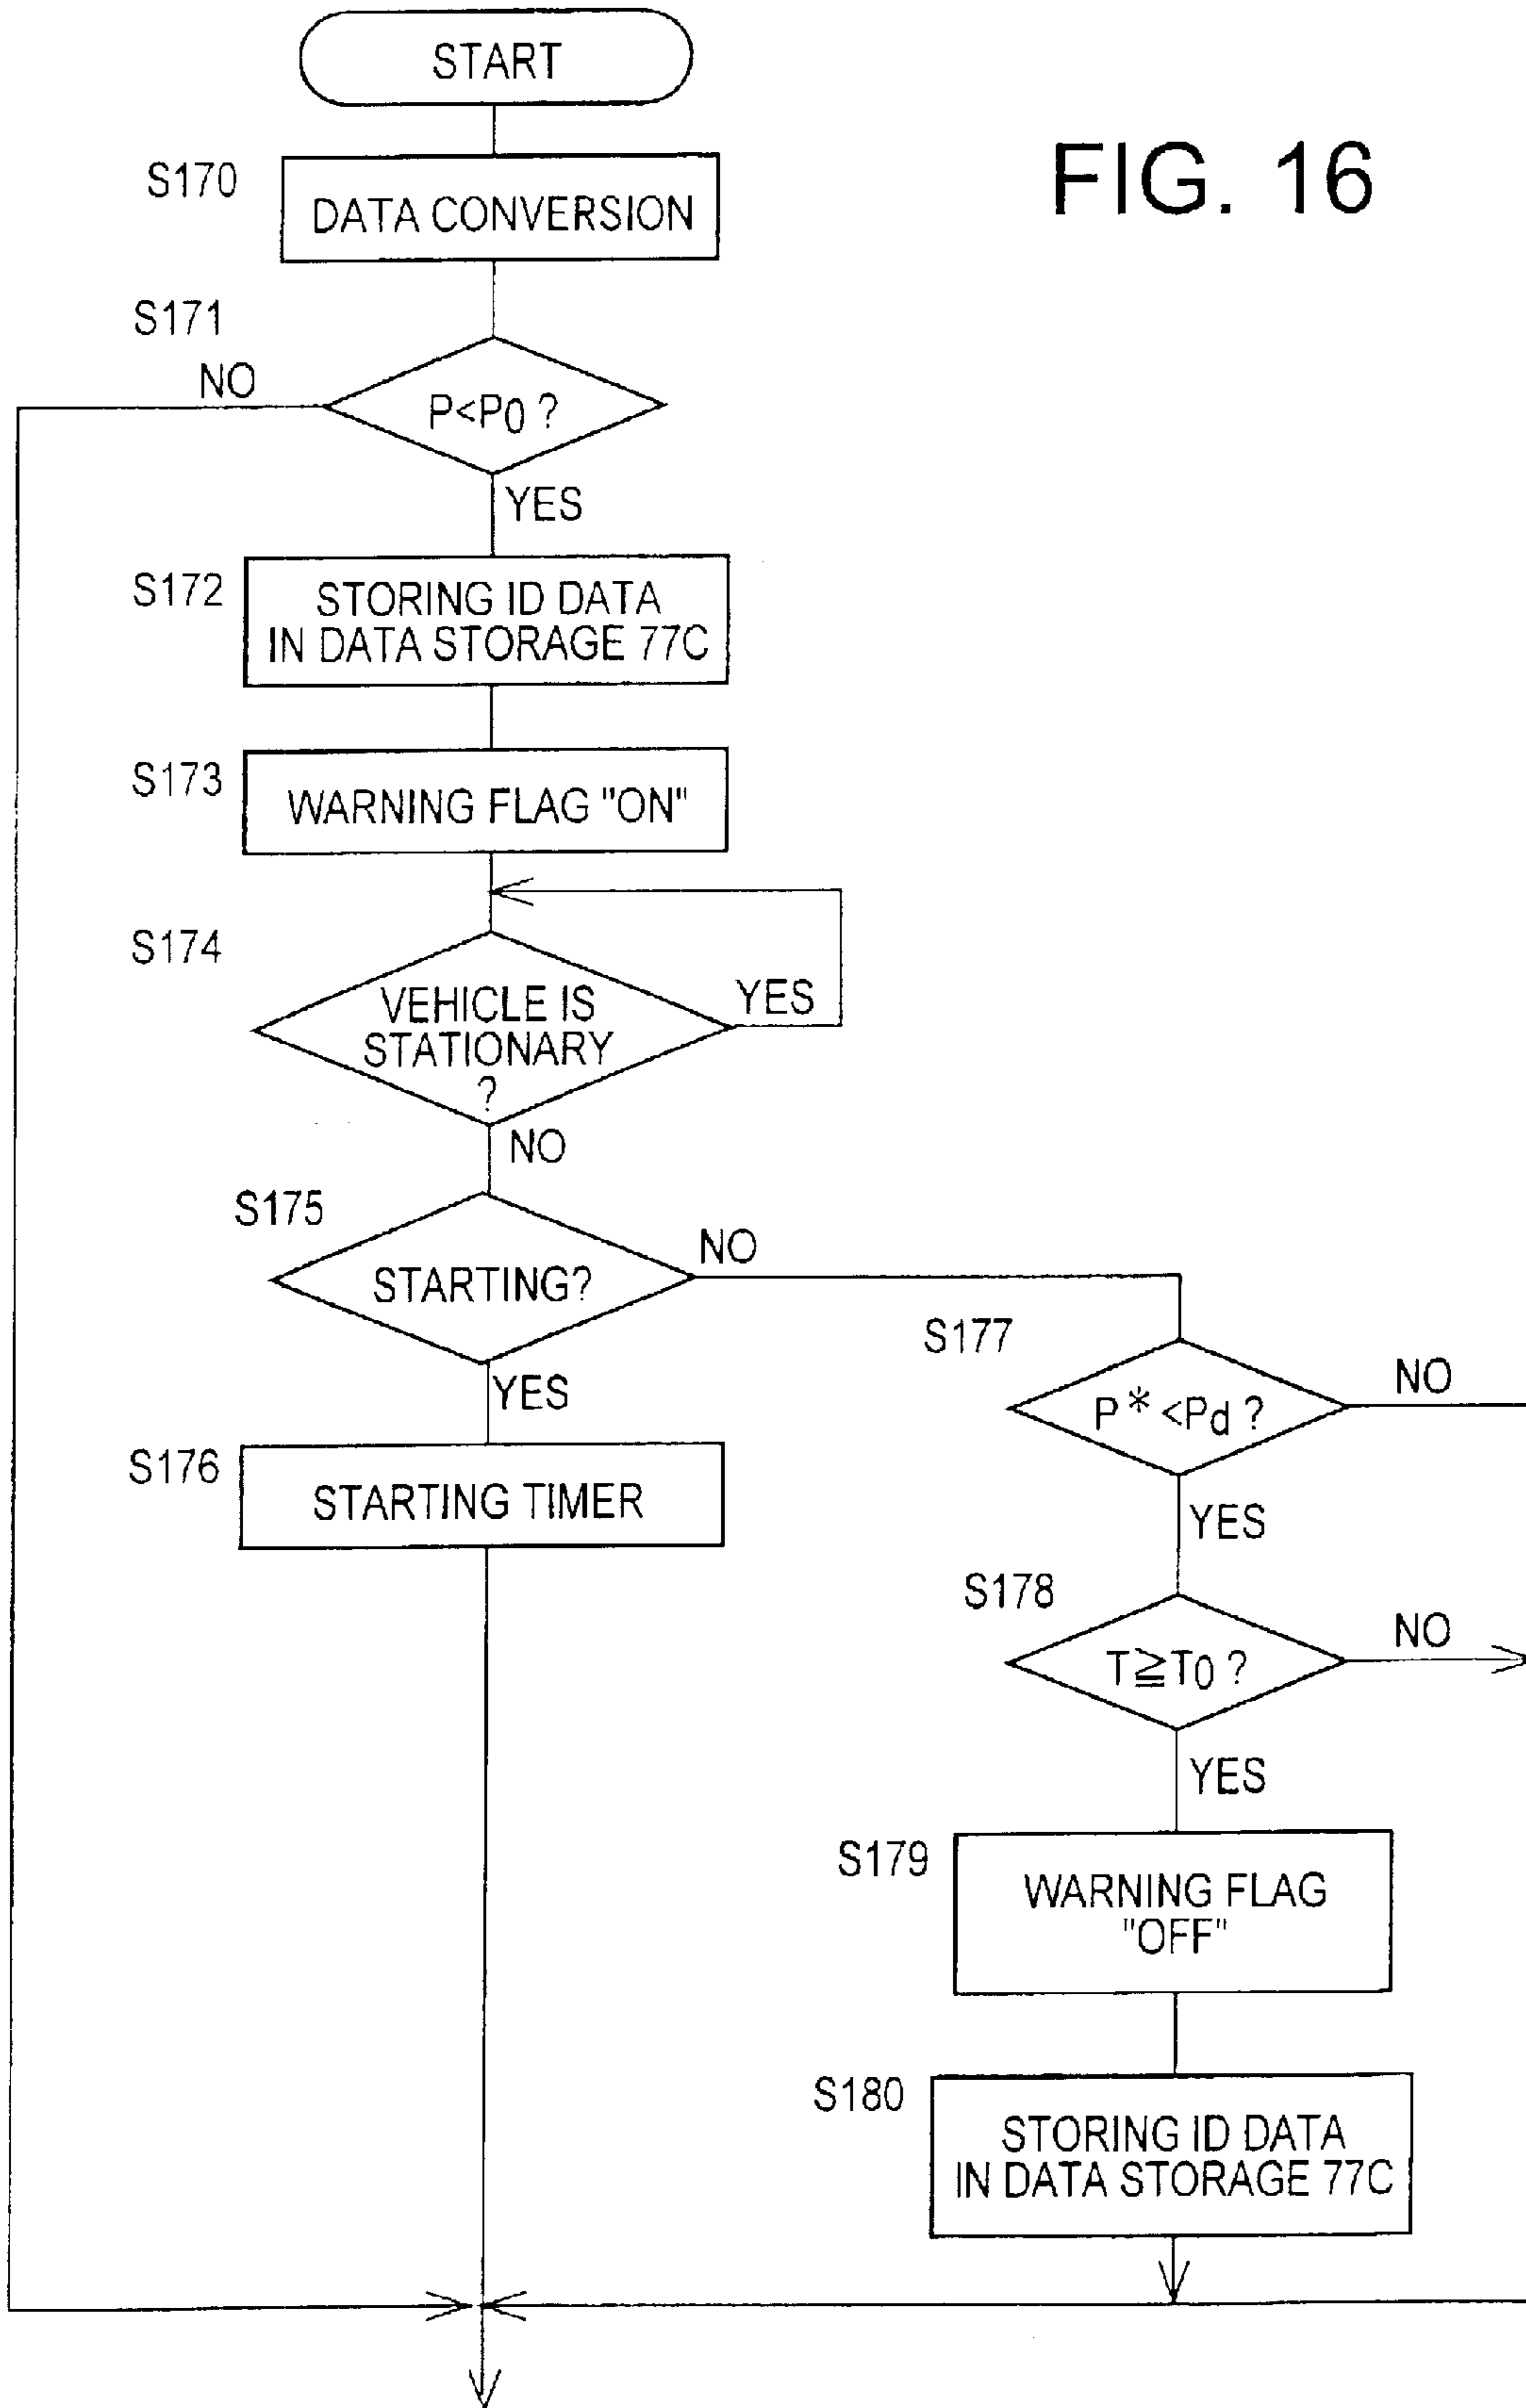 START
FIG. 16
S170
DATA CONVERSION
S171
NO
P<P0 ?
YES
S172
STORING ID DATA
IN DATA STORAGE 77C
S173
WARNING FLAG "ON"
S174
VEHICLE IS
STATIONARY
?
YES
NO
S175
STARTING?
NO
YES
S176
STARTING TIMER
S177
P*<Pd ?
NO
YES
S178
T≧T0 ?
NO
YES
S179
WARNING FLAG
"OFF"
S180
STORING ID DATA
IN DATA STORAGE 77C